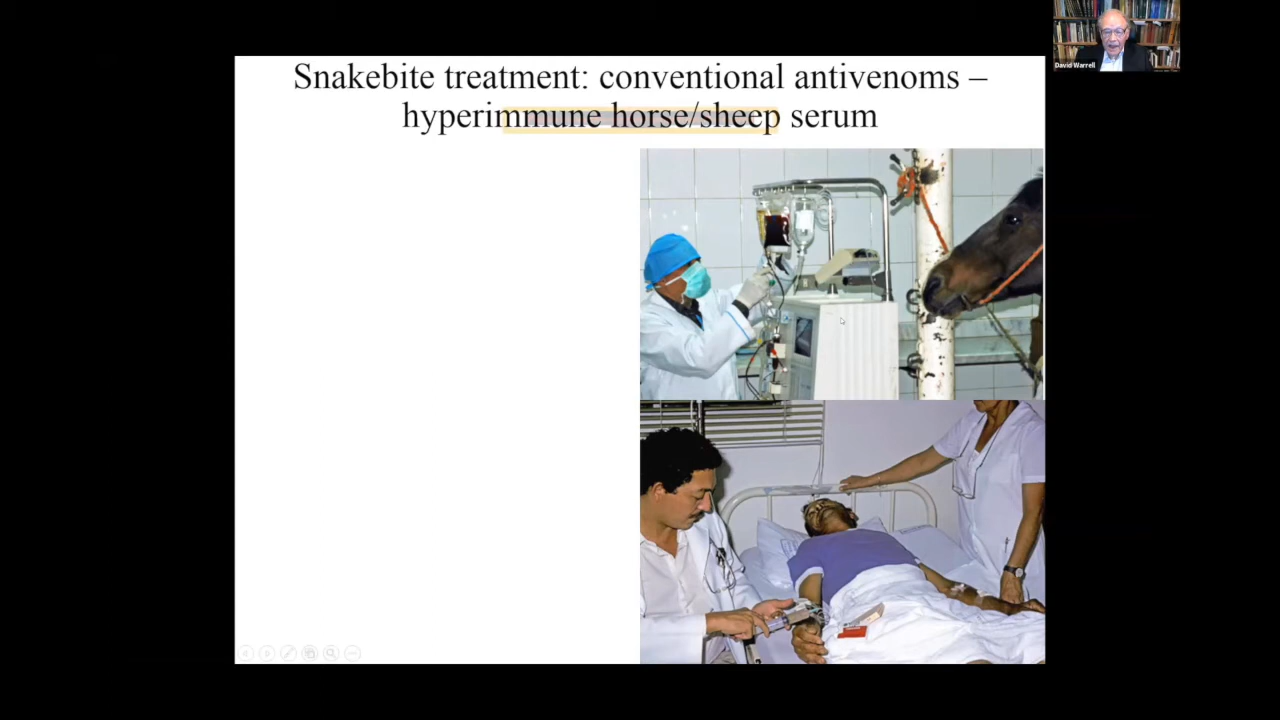 Snakebite treatment: conventional antivenoms –
hyperimmune horse/sheep serum
David Warrell